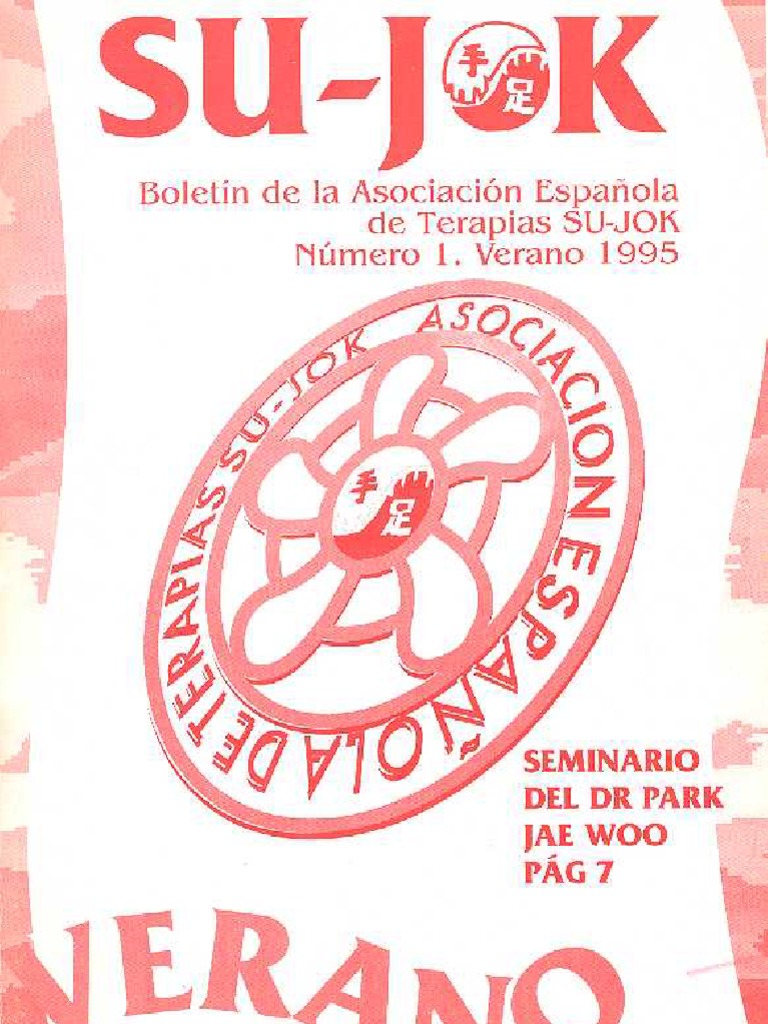 SU-JOK
手
足
Boletín de la Asociación Española
de Terapias SU-JOK
Número 1. Verano 1995
ASOCIACION ESPAÑOLA DE TERAPIAS SU-JOK
手
足
SEMINARIO
DEL DR PARK
JAE WOO
PÁG 7
VERANO